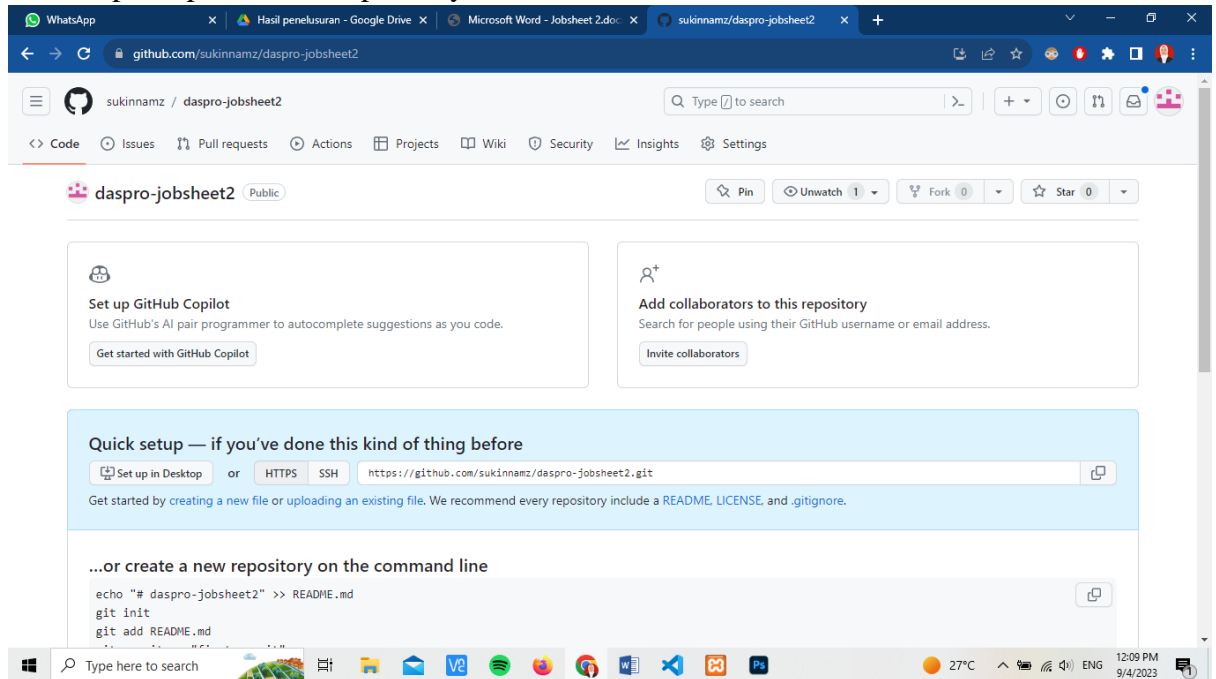 WhatsApp
Hasil penelusuran - Google Drive
Microsoft Word - Jobsheet 2.doc
sukinnamz/daspro-jobsheet2
github.com/sukinnamz/daspro-jobsheet2
sukinnamz / daspro-jobsheet2
Type / to search
Code
Issues
Pull requests
Actions
Projects
Wiki
Security
Insights
Settings
daspro-jobsheet2 Public
Pin
Unwatch 1
Fork 0
Star 0
Set up GitHub Copilot
Use GitHub's AI pair programmer to autocomplete suggestions as you code.
Get started with GitHub Copilot
Add collaborators to this repository
Search for people using their GitHub username or email address.
Invite collaborators
Quick setup — if you've done this kind of thing before
Set up in Desktop or HTTPS SSH https://github.com/sukinnamz/daspro-jobsheet2.git
Get started by creating a new file or uploading an existing file. We recommend every repository include a README, LICENSE, and .gitignore.
...or create a new repository on the command line
echo "# daspro-jobsheet2" >> README.md
git init
git add README.md
Type here to search
27°C
ENG
12:09 PM
9/4/2023